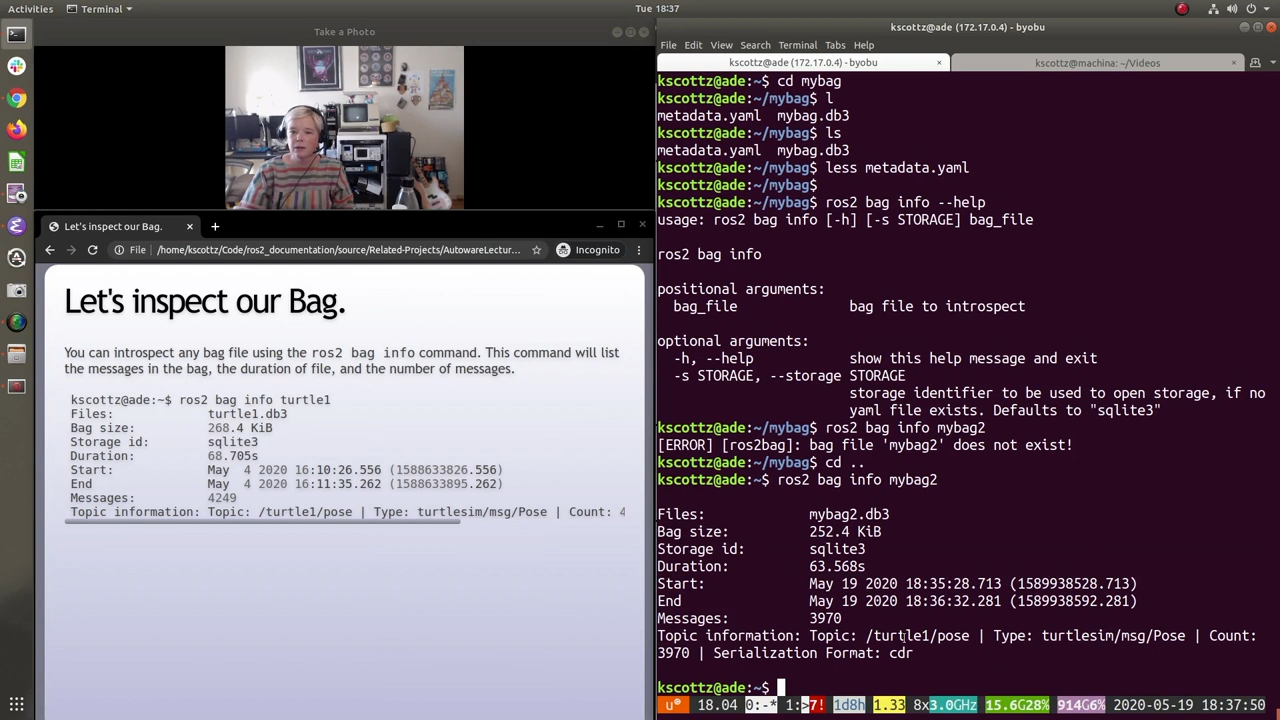 Activities
Terminal
Tue 18:37
Take a Photo
Let's inspect our Bag.
File
/home/kscottz/Code/ros2_documentation/source/Related-Projects/AutowareLectur...
Incognito
Let's inspect our Bag.
You can introspect any bag file using the ros2 bag info command. This command will list
the messages in the bag, the duration of file, and the number of messages.
kscottz@ade:~$ ros2 bag info turtle1
Files: turtle1.db3
Bag size: 268.4 KiB
Storage id: sqlite3
Duration: 68.705s
Start: May 4 2020 16:10:26.556 (1588633826.556)
End May 4 2020 16:11:35.262 (1588633895.262)
Messages: 4249
Topic information: Topic: /turtle1/pose | Type: turtlesim/msg/Pose | Count: 4
kscottz@ade (172.17.0.4) - byobu
File Edit View Search Terminal Tabs Help
kscottz@ade (172.17.0.4) - byobu
kscottz@machina: ~/Videos
kscottz@ade:~$ cd mybag
kscottz@ade:~/mybag$ l
metadata.yaml mybag.db3
kscottz@ade:~/mybag$ ls
metadata.yaml mybag.db3
kscottz@ade:~/mybag$ less metadata.yaml
kscottz@ade:~/mybag$
kscottz@ade:~/mybag$ ros2 bag info --help
usage: ros2 bag info [-h] [-s STORAGE] bag_file
ros2 bag info
positional arguments:
bag_file bag file to introspect
optional arguments:
-h, --help show this help message and exit
-s STORAGE, --storage STORAGE
storage identifier to be used to open storage, if no
yaml file exists. Defaults to "sqlite3"
kscottz@ade:~/mybag$ ros2 bag info mybag2
[ERROR] [ros2bag]: bag file 'mybag2' does not exist!
kscottz@ade:~/mybag$ cd ..
kscottz@ade:~$ ros2 bag info mybag2
Files: mybag2.db3
Bag size: 252.4 KiB
Storage id: sqlite3
Duration: 63.568s
Start: May 19 2020 18:35:28.713 (1589938528.713)
End May 19 2020 18:36:32.281 (1589938592.281)
Messages: 3970
Topic information: Topic: /turtle1/pose | Type: turtlesim/msg/Pose | Count:
3970 | Serialization Format: cdr
kscottz@ade:~$
u® 18.04 0:-* 1:>7! 1d8h 1.33 8x3.0GHz 15.6G28% 914G6% 2020-05-19 18:37:50